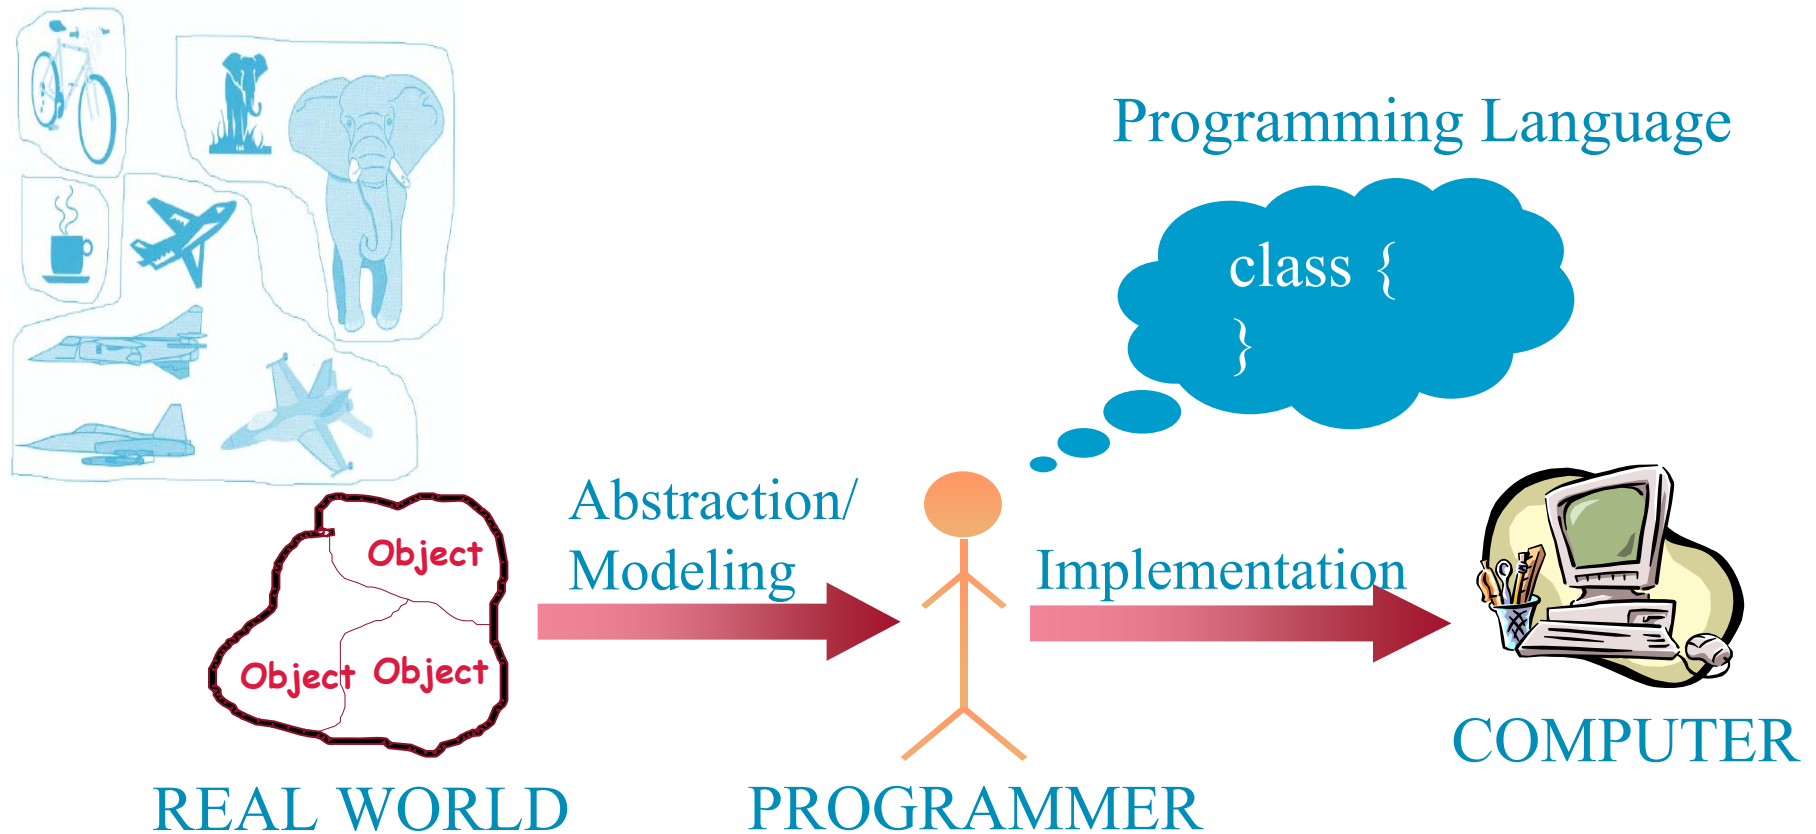 Programming Language
class {
}
Abstraction/
Modeling
Implementation
Object
Object
Object
REAL WORLD
PROGRAMMER
COMPUTER